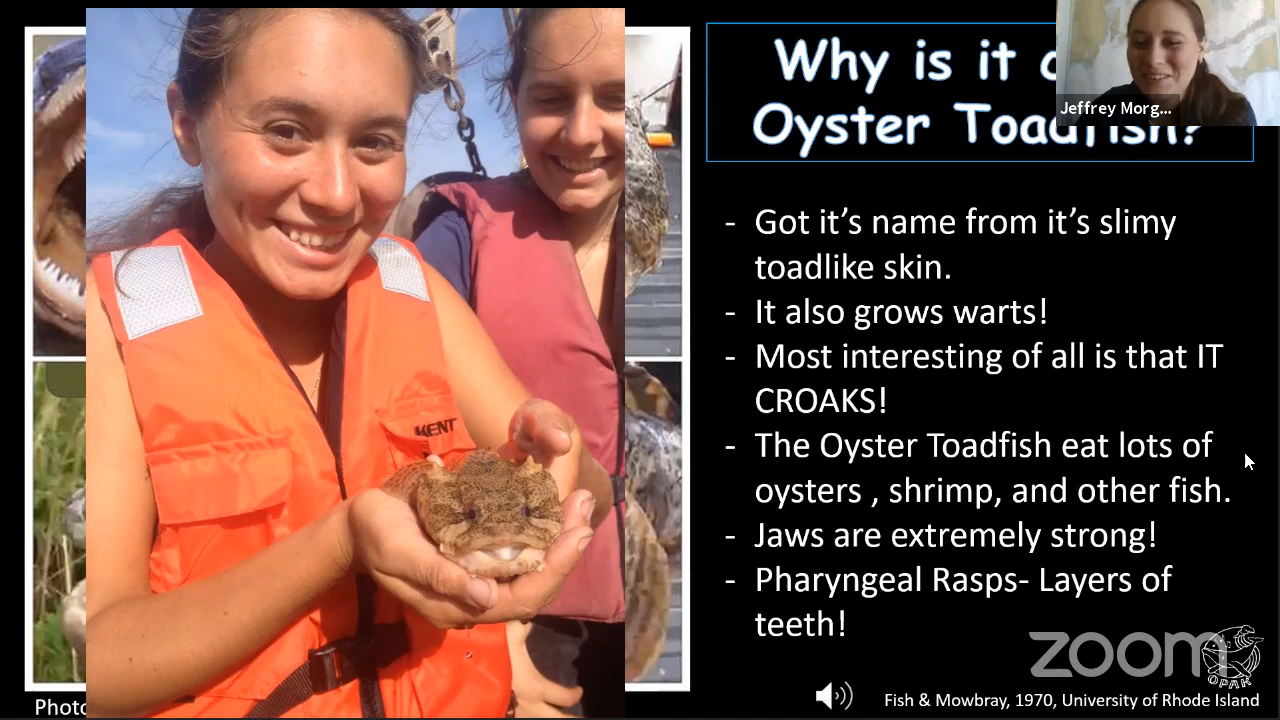 Why is it
Oyster Toadfish?
Jeffrey Morg...
- Got it’s name from it’s slimy
toadlike skin.
- It also grows warts!
- Most interesting of all is that IT
CROAKS!
- The Oyster Toadfish eat lots of
oysters , shrimp, and other fish.
- Jaws are extremely strong!
- Pharyngeal Rasps- Layers of
teeth!
KENT
zoom
OPAK
Fish & Mowbray, 1970, University of Rhode Island